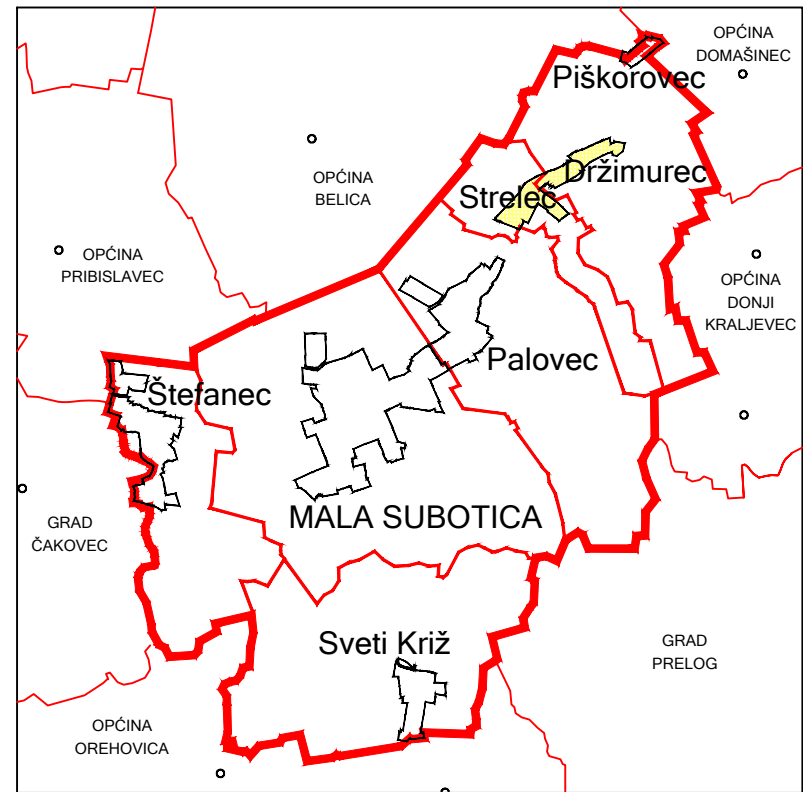 OPĆINA
DOMAŠINEC
Piškorovec
OPĆINA
BELICA
Držimurec
Strelec
OPĆINA
PRIBISLAVEC
OPĆINA
DONJI
KRALJEVEC
Palovec
Štefanec
MALA SUBOTICA
GRAD
ČAKOVEC
Sveti Križ
GRAD
PRELOG
OPĆINA
OREHOVICA